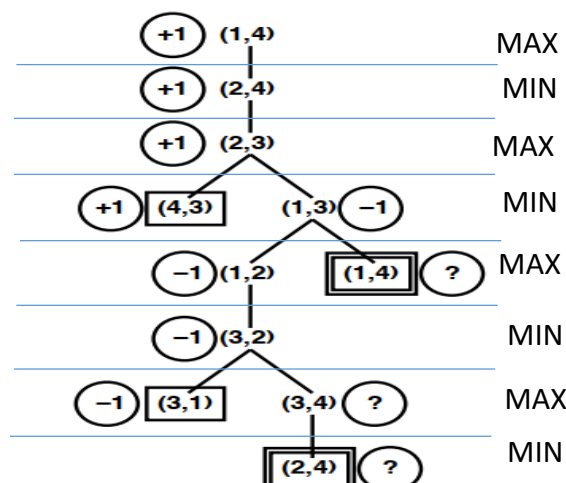 +1 (1,4) MAX
+1 (2,4) MIN
+1 (2,3) MAX
+1 (4,3) (1,3) −1 MIN
−1 (1,2) (1,4) ? MAX
−1 (3,2) MIN
−1 (3,1) (3,4) ? MAX
(2,4) ? MIN